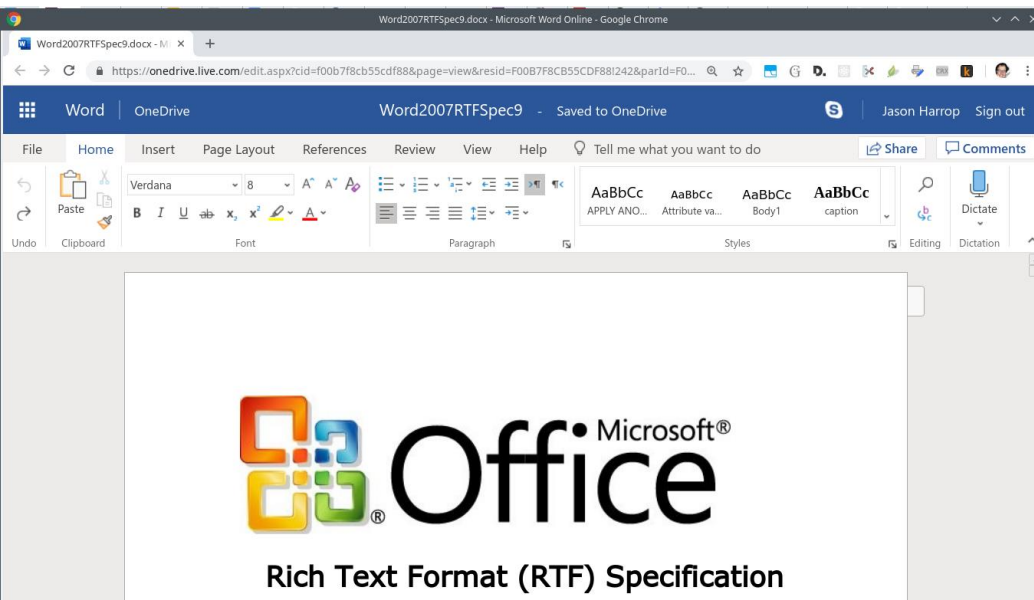 Word2007RTFSpec9.docx - Microsoft Word Online - Google Chrome
Word2007RTFSpec9.docx - M
https://onedrive.live.com/edit.aspx?cid=f00b7f8cb55cdf88&page=view&resid=F00B7F8CB55CDF88!242&parId=F0...
Word OneDrive Word2007RTFSpec9 - Saved to OneDrive Jason Harrop Sign out
File Home Insert Page Layout References Review View Help Tell me what you want to do Share Comments
Verdana 8
Paste B I U ab x₂ x² A
AaBbCc AaBbCc AaBbCc AaBbCc
APPLY ANO... Attribute va... Body1 caption Dictate
Undo Clipboard Font Paragraph Styles Editing Dictation
Microsoft®
Office
®
Rich Text Format (RTF) Specification